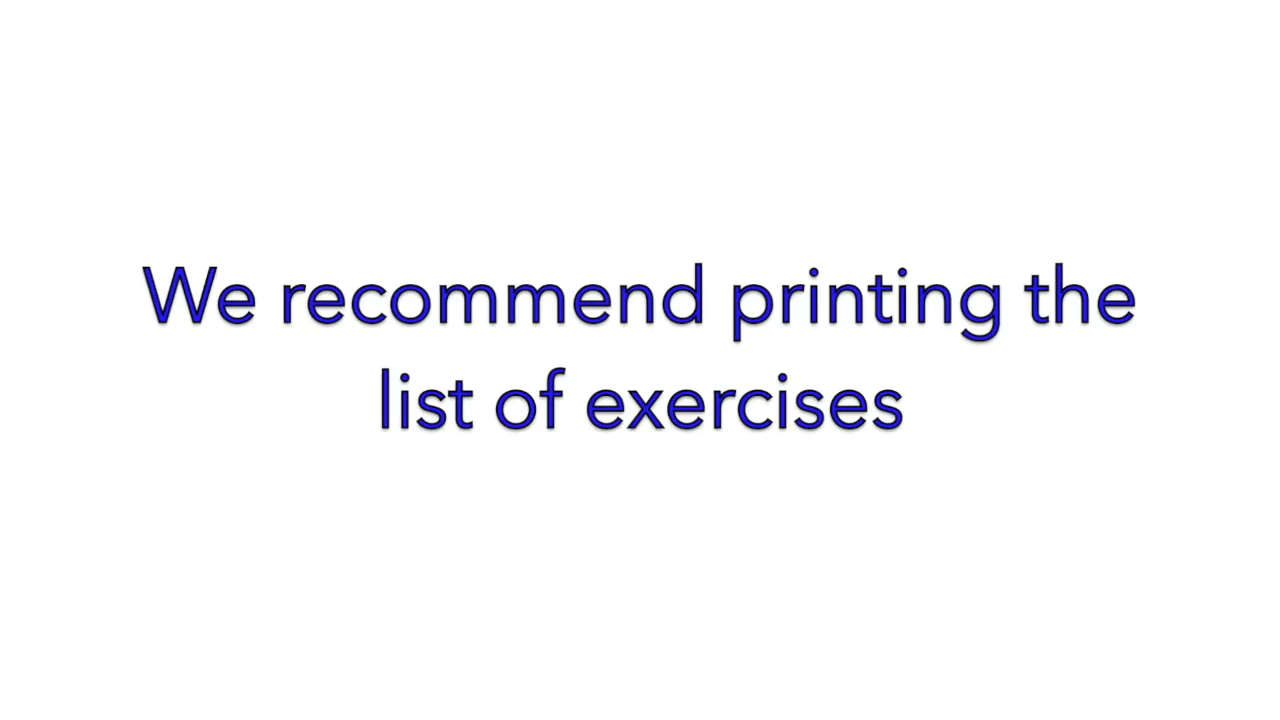 We recommend printing the
list of exercises